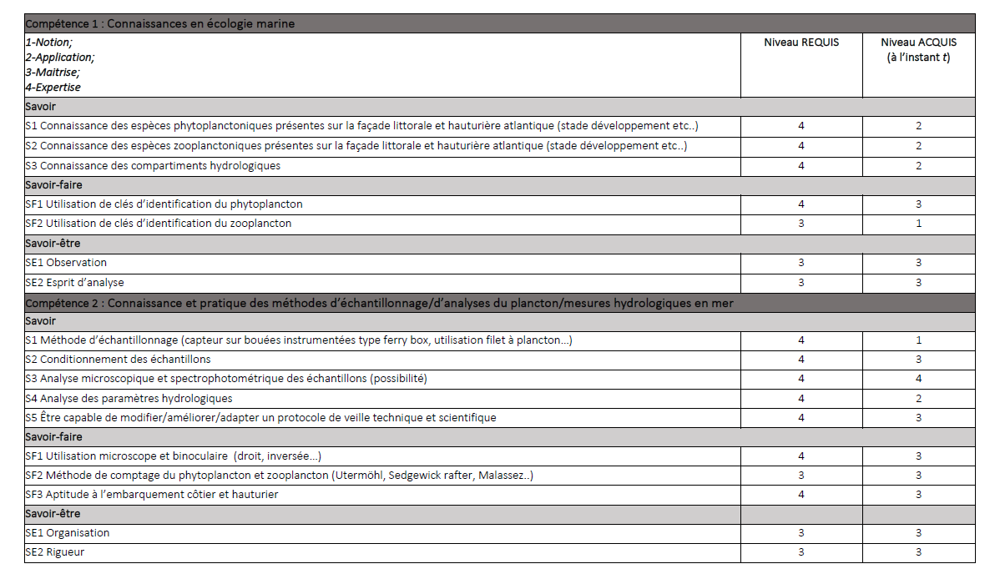 Compétence 1 : Connaissances en écologie marine
1-Notion;
2-Application;
3-Maitrise;
4-Expertise
Niveau REQUIS
Niveau ACQUIS
(à l’instant t)
Savoir
S1 Connaissance des espèces phytoplanctoniques présentes sur la façade littorale et hauturière atlantique (stade développement etc..) 4 2
S2 Connaissance des espèces zooplanctoniques présentes sur la façade littorale et hauturière atlantique (stade développement etc..) 4 2
S3 Connaissance des compartiments hydrologiques 4 2
Savoir-faire
SF1 Utilisation de clés d’identification du phytoplancton 4 3
SF2 Utilisation de clés d’identification du zooplancton 3 1
Savoir-être
SE1 Observation 3 3
SE2 Esprit d’analyse 3 3
Compétence 2 : Connaissance et pratique des méthodes d’échantillonnage/d’analyses du plancton/mesures hydrologiques en mer
Savoir
S1 Méthode d’échantillonnage (capteur sur bouées instrumentées type ferry box, utilisation filet à plancton…) 4 1
S2 Conditionnement des échantillons 4 3
S3 Analyse microscopique et spectrophotométrique des échantillons (possibilité) 4 4
S4 Analyse des paramètres hydrologiques 4 2
S5 Être capable de modifier/améliorer/adapter un protocole de veille technique et scientifique 4 3
Savoir-faire
SF1 Utilisation microscope et binoculaire (droit, inversée…) 4 3
SF2 Méthode de comptage du phytoplancton et zooplancton (Utermöhl, Sedgewick rafter, Malassez..) 3 3
SF3 Aptitude à l’embarquement côtier et hauturier 4 3
Savoir-être
SE1 Organisation 3 3
SE2 Rigueur 3 3